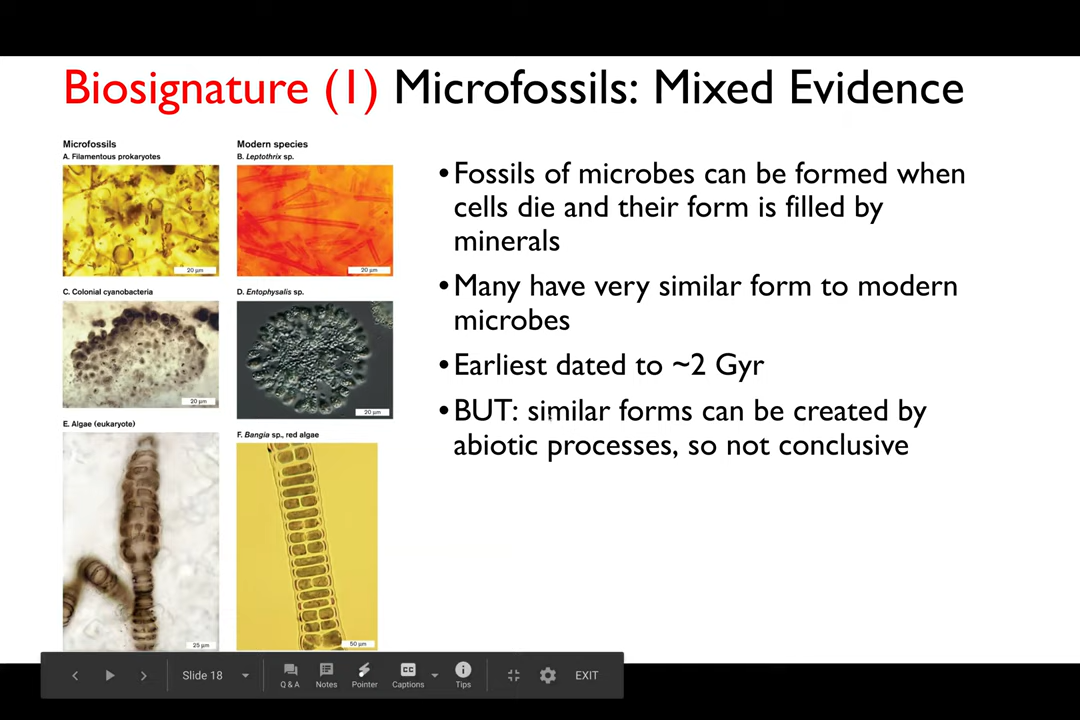 Biosignature (1) Microfossils: Mixed Evidence
Microfossils
Modern species
A. Filamentous prokaryotes
B. Leptothrix sp.
20 µm
20 µm
C. Colonial cyanobacteria
D. Entophysalis sp.
20 µm
20 µm
E. Algae (eukaryote)
F. Bangia sp., red algae
25 µm
50 µm
•Fossils of microbes can be formed when
cells die and their form is filled by
minerals
•Many have very similar form to modern
microbes
•Earliest dated to ~2 Gyr
•BUT: similar forms can be created by
abiotic processes, so not conclusive
Slide 18
Q & A
Notes
Pointer
CC
Captions
Tips
EXIT